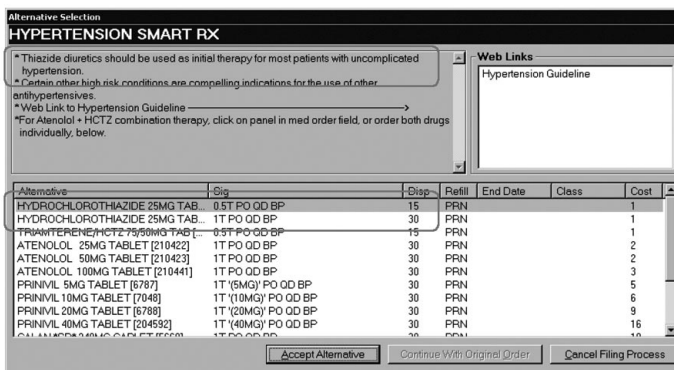 Alternative Selection
HYPERTENSION SMART RX
* Thiazide diuretics should be used as initial therapy for most patients with uncomplicated
hypertension.
* Certain other high risk conditions are compelling indications for the use of other
antihypertensives.
* Web Link to Hypertension Guideline ---------->
*For Atenolol + HCTZ combination therapy, click on panel in med order field, or order both drugs
individually, below.
Web Links
Hypertension Guideline
Alternative Sig Disp Refill End Date Class Cost
HYDROCHLOROTHIAZIDE 25MG TAB... 0.5T PO QD BP 15 PRN 1
HYDROCHLOROTHIAZIDE 25MG TAB... 1T PO QD BP 30 PRN 1
TRIAMTERENE/HCTZ 75/50MG TAB [... 0.5T PO QD BP 15 PRN 1
ATENOLOL 25MG TABLET [210422] 1T PO QD BP 30 PRN 2
ATENOLOL 50MG TABLET [210423] 1T PO QD BP 30 PRN 2
ATENOLOL 100MG TABLET [210441] 1T PO QD BP 30 PRN 3
PRINIVIL 5MG TABLET [6787] 1T '(5MG)' PO QD BP 30 PRN 5
PRINIVIL 10MG TABLET [7048] 1T '(10MG)' PO QD BP 30 PRN 6
PRINIVIL 20MG TABLET [6788] 1T '(20MG)' PO QD BP 30 PRN 9
PRINIVIL 40MG TABLET [204592] 1T '(40MG)' PO QD BP 30 PRN 16
Accept Alternative Continue With Original Order Cancel Filing Process